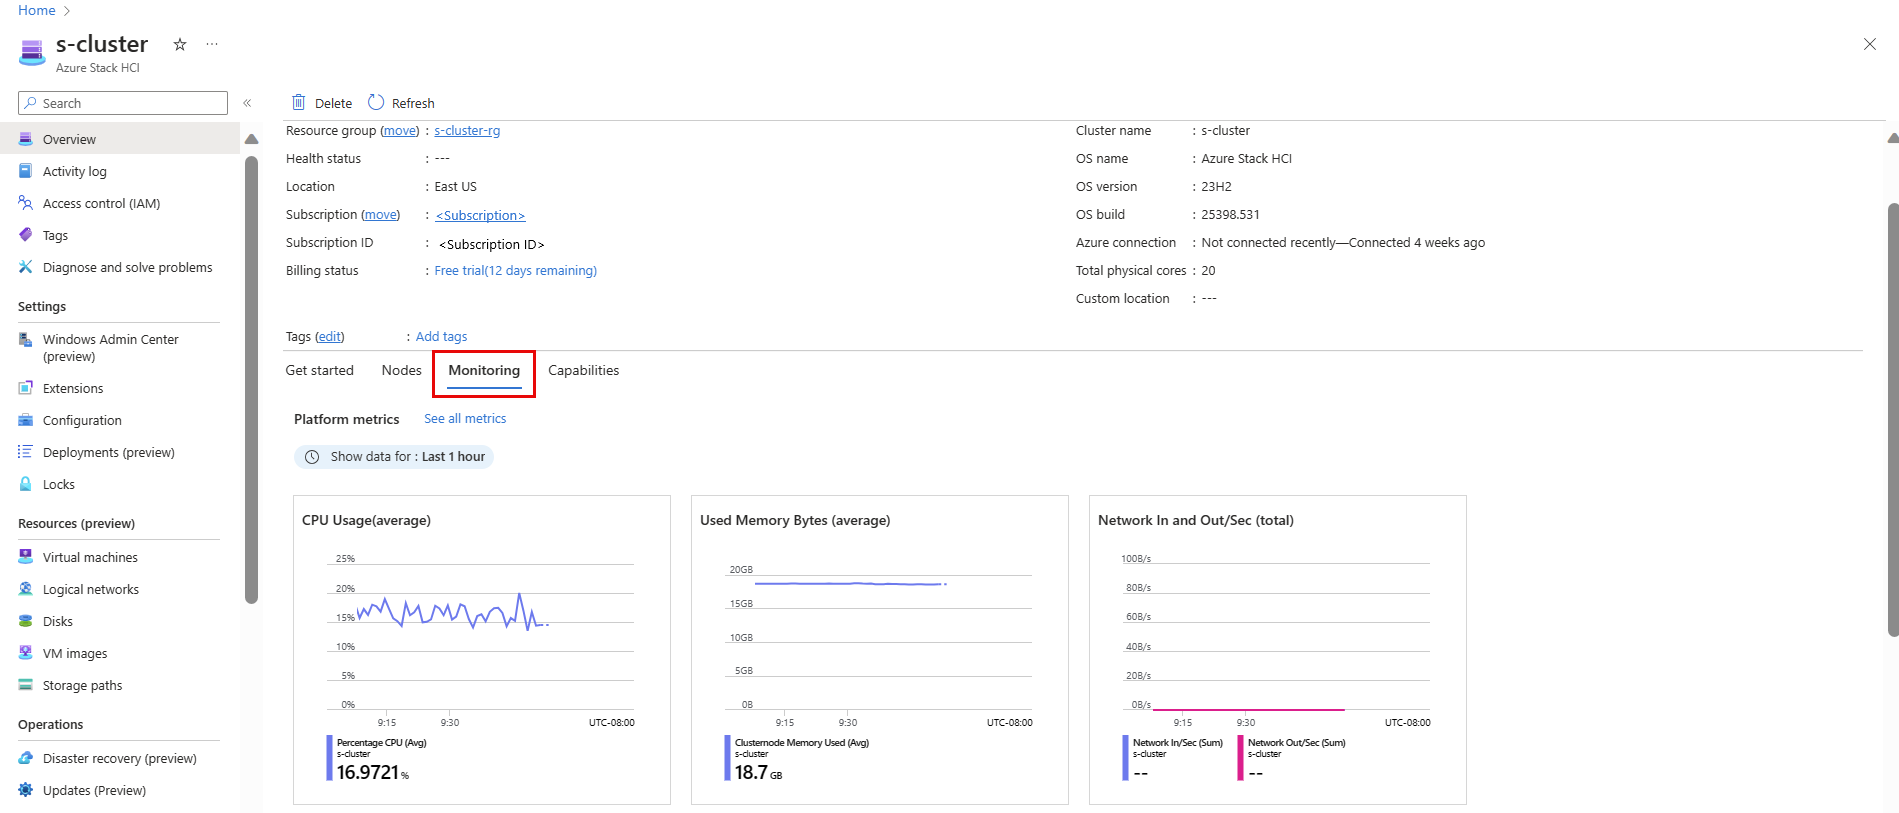 Home
s-cluster
Azure Stack HCI
Search
Overview
Activity log
Access control (IAM)
Tags
Diagnose and solve problems
Settings
Windows Admin Center
(preview)
Extensions
Configuration
Deployments (preview)
Locks
Resources (preview)
Virtual machines
Logical networks
Disks
VM images
Storage paths
Operations
Disaster recovery (preview)
Updates (Preview)
Delete Refresh
Resource group (move) : s-cluster-rg
Health status : ---
Location : East US
Subscription (move) : <Subscription>
Subscription ID : <Subscription ID>
Billing status : Free trial(12 days remaining)
Cluster name : s-cluster
OS name : Azure Stack HCI
OS version : 23H2
OS build : 25398.531
Azure connection : Not connected recently—Connected 4 weeks ago
Total physical cores : 20
Custom location : ---
Tags (edit) : Add tags
Get started Nodes Monitoring Capabilities
Platform metrics See all metrics
Show data for : Last 1 hour
CPU Usage(average)
25%
20%
15%
10%
5%
0%
9:15 9:30 UTC-08:00
Percentage CPU (Avg)
s-cluster
16.9721 %
Used Memory Bytes (average)
20GB
15GB
10GB
5GB
0B
9:15 9:30 UTC-08:00
Clusternode Memory Used (Avg)
s-cluster
18.7 GB
Network In and Out/Sec (total)
100B/s
80B/s
60B/s
40B/s
20B/s
0B/s
9:15 9:30 UTC-08:00
Network In/Sec (Sum)
s-cluster
--
Network Out/Sec (Sum)
s-cluster
--